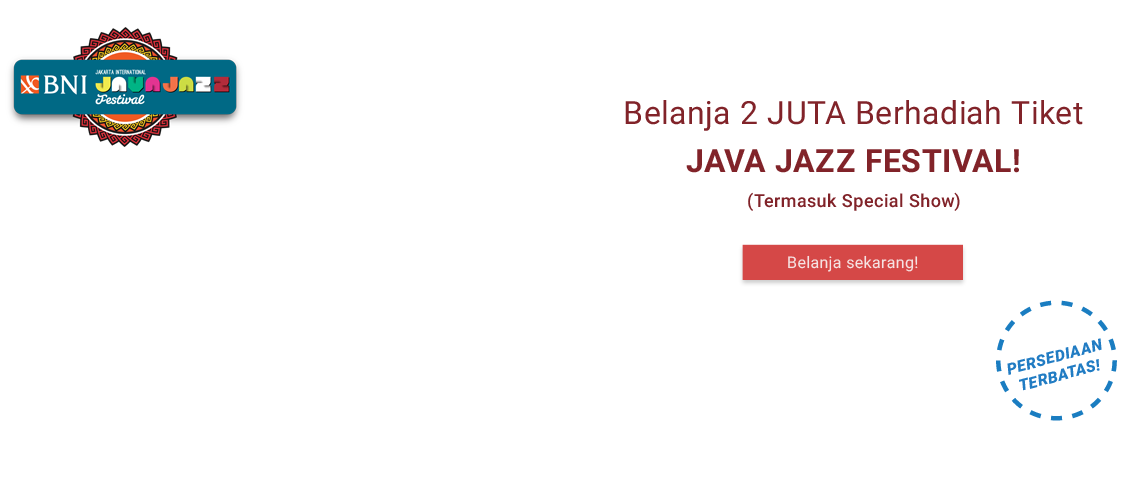 BNI
JAKARTA INTERNATIONAL
JAVAJAZZ
Festival
Belanja 2 JUTA Berhadiah Tiket
JAVA JAZZ FESTIVAL!
(Termasuk Special Show)
Belanja sekarang!
PERSEDIAAN
TERBATAS!